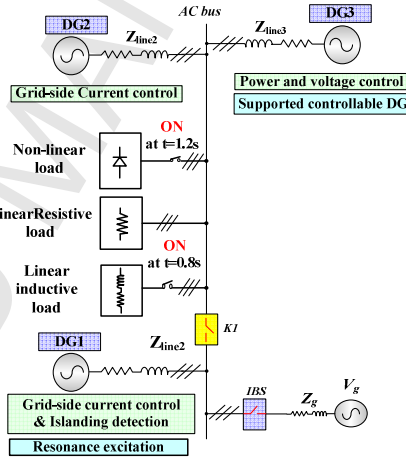 AC bus
DG2
Zline2
Grid-side Current control
DG3
Zline3
Power and voltage control
Supported controllable DG
Non-linear
load
ON
at t=1.2s
inearResistive
load
ON
at t=0.8s
Linear
inductive
load
K1
DG1
Zline2
Grid-side current control
& Islanding detection
Resonance excitation
IBS
Zg
Vg